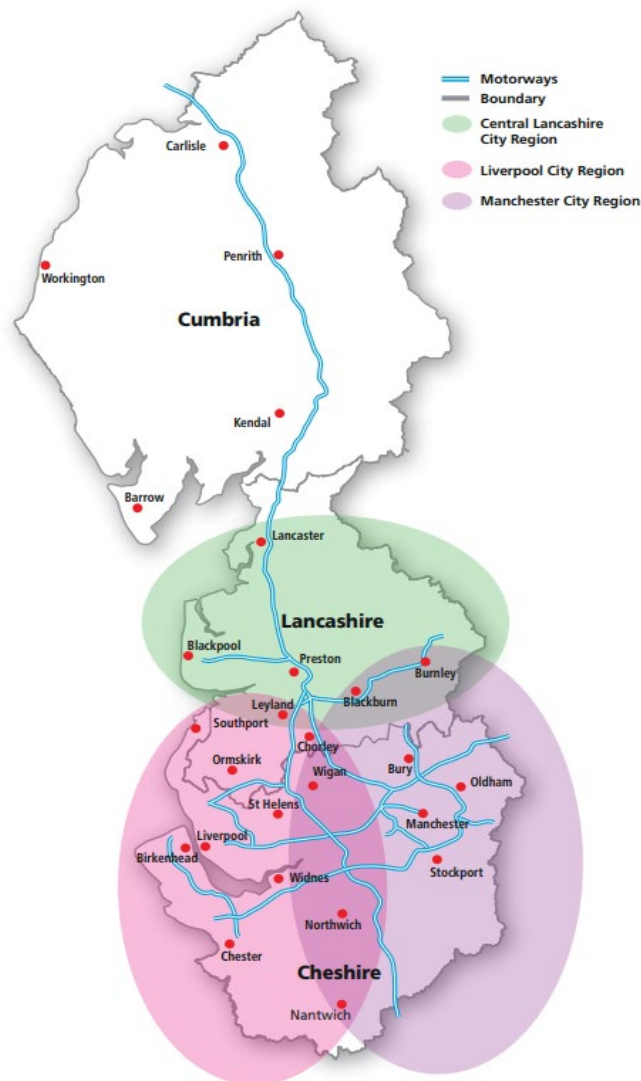 Motorways
Boundary
Central Lancashire
City Region
Liverpool City Region
Manchester City Region
Carlisle
Penrith
Workington
Cumbria
Kendal
Barrow
Lancaster
Lancashire
Blackpool
Preston
Burnley
Blackburn
Leyland
Southport
Chorley
Ormskirk
Wigan
Bury
Oldham
St Helens
Manchester
Liverpool
Birkenhead
Stockport
Widnes
Northwich
Chester
Cheshire
Nantwich